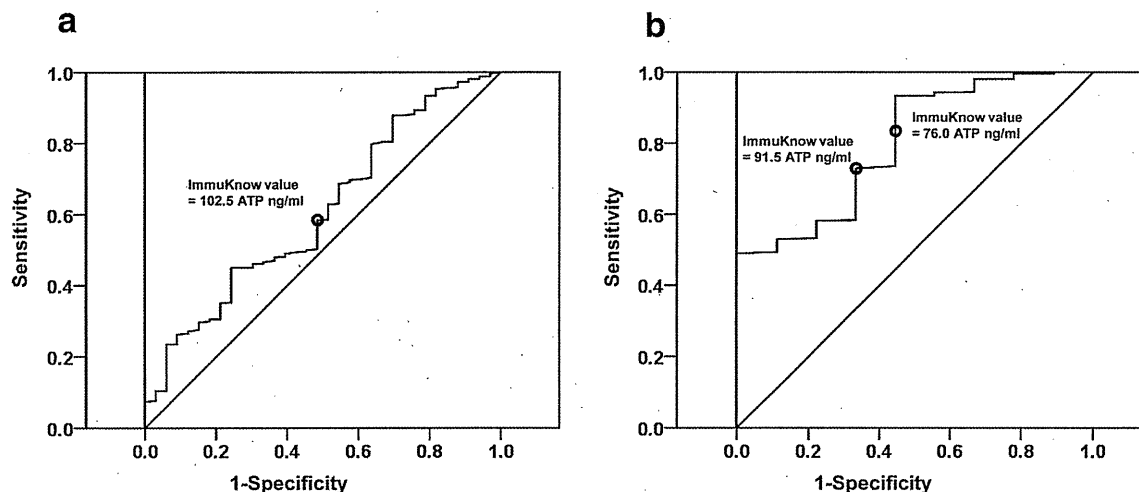 a
1.0
0.8
0.6
0.4
0.2
0.0
Sensitivity
ImmuKnow value
= 102.5 ATP ng/ml
0.0 0.2 0.4 0.6 0.8 1.0
1-Specificity
b
1.0
0.8
0.6
0.4
0.2
0.0
Sensitivity
ImmuKnow value
= 91.5 ATP ng/ml
ImmuKnow value
= 76.0 ATP ng/ml
0.0 0.2 0.4 0.6 0.8 1.0
1-Specificity